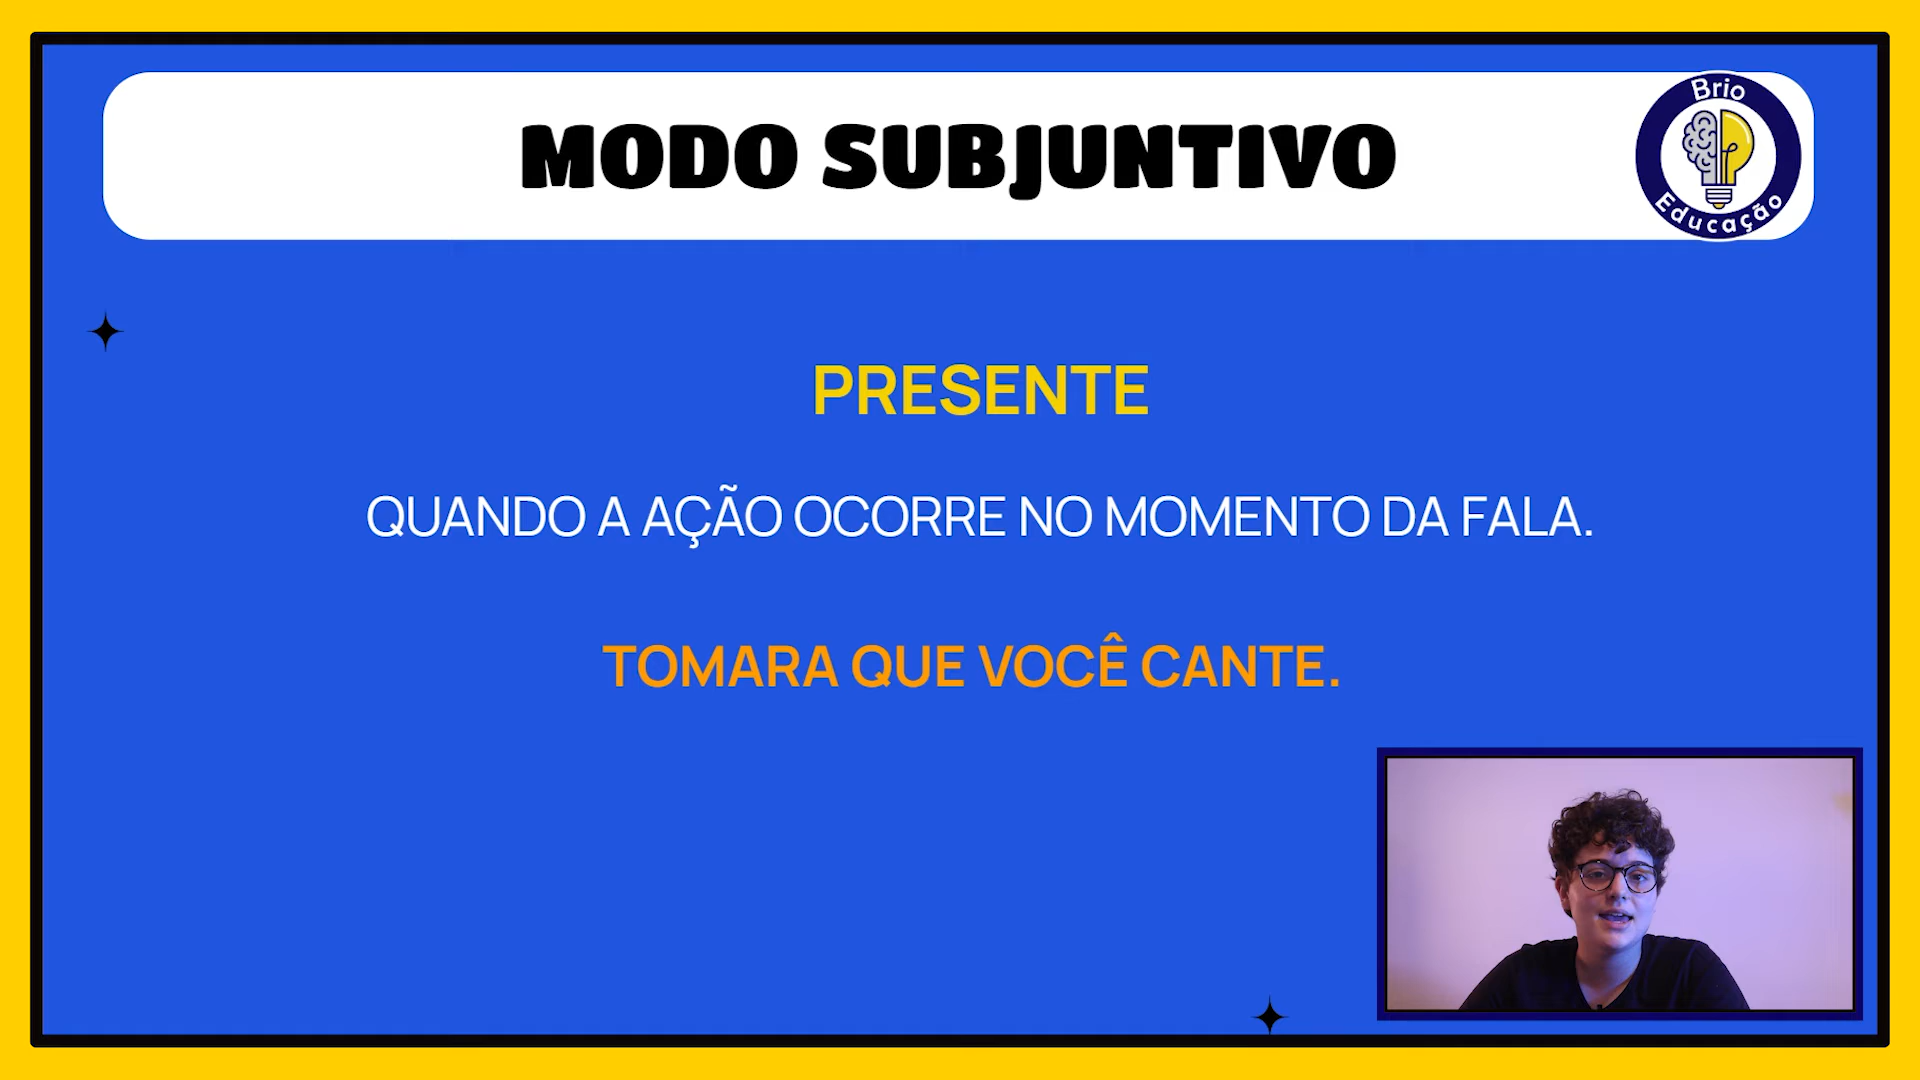 MODO SUBJUNTIVO
Brio
Educação
PRESENTE
QUANDO A AÇÃO OCORRE NO MOMENTO DA FALA.
TOMARA QUE VOCÊ CANTE.